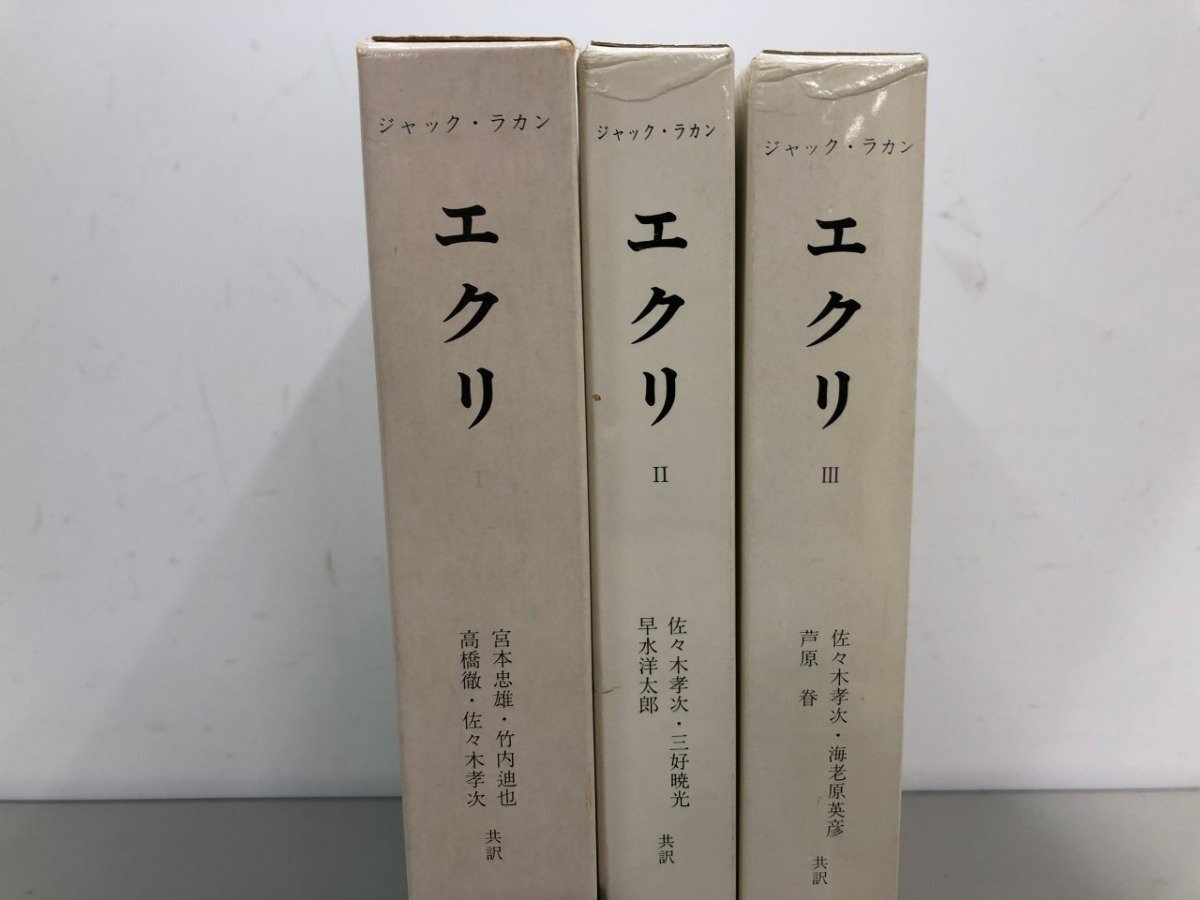 ジャック・ラカン
エクリ
I
宮本忠雄・竹内迪也
高橋徹・佐々木孝次
共訳
ジャック・ラカン
エクリ
II
佐々木孝次・三好暁光
早水洋太郎
共訳
ジャック・ラカン
エクリ
III
佐々木孝次・海老原英彦
芦原 眷
共訳